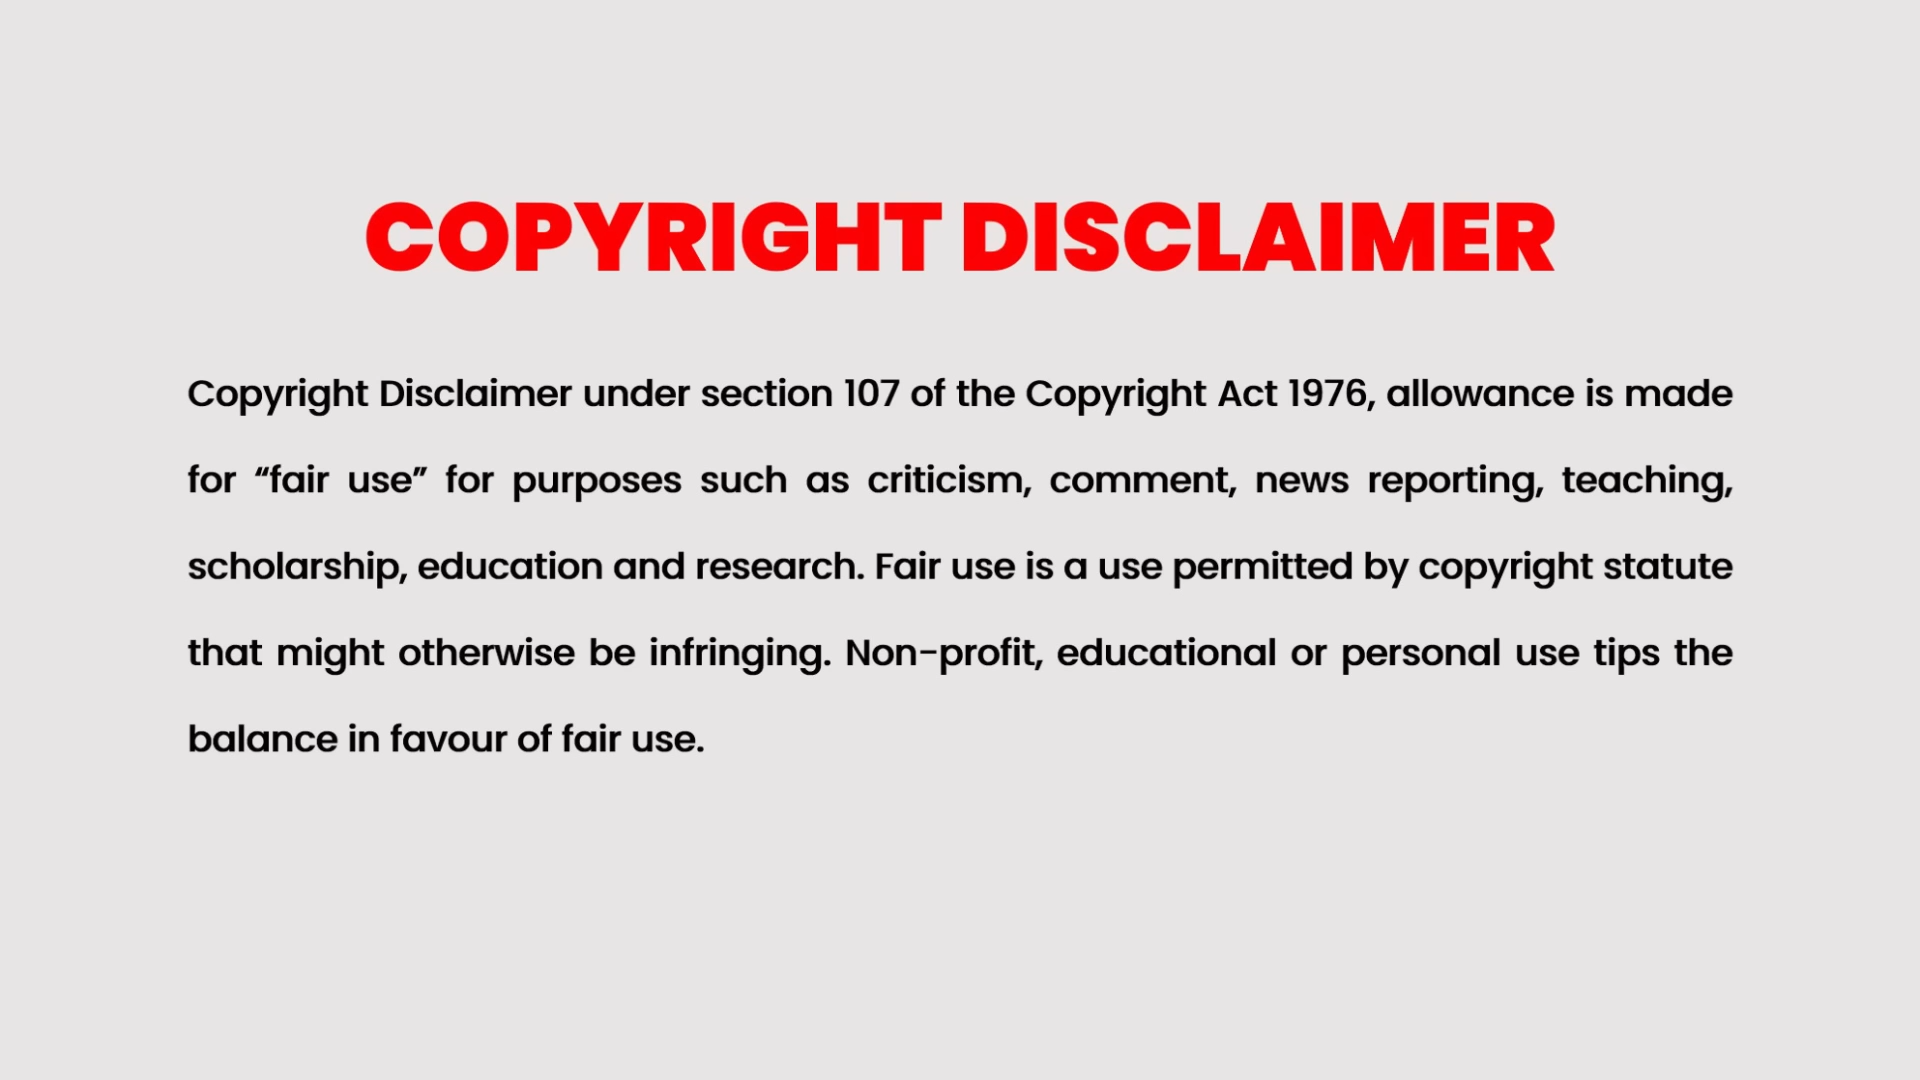 COPYRIGHT DISCLAIMER
Copyright Disclaimer under section 107 of the Copyright Act 1976, allowance is made
for “fair use” for purposes such as criticism, comment, news reporting, teaching,
scholarship, education and research. Fair use is a use permitted by copyright statute
that might otherwise be infringing. Non-profit, educational or personal use tips the
balance in favour of fair use.